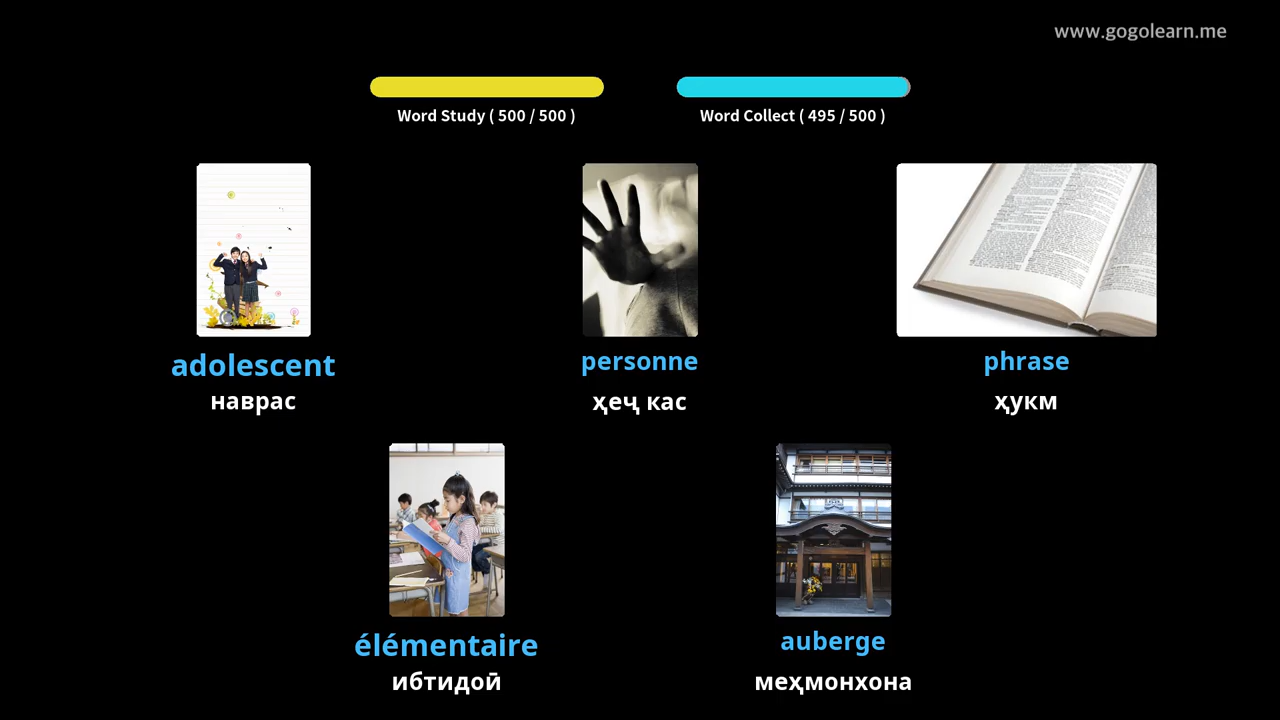 www.gogolearn.me
Word Study ( 500 / 500 )
Word Collect ( 495 / 500 )
adolescent
наврас
personne
ҳеҷ кас
phrase
ҳукм
élémentaire
ибтидоӣ
auberge
меҳмонхона